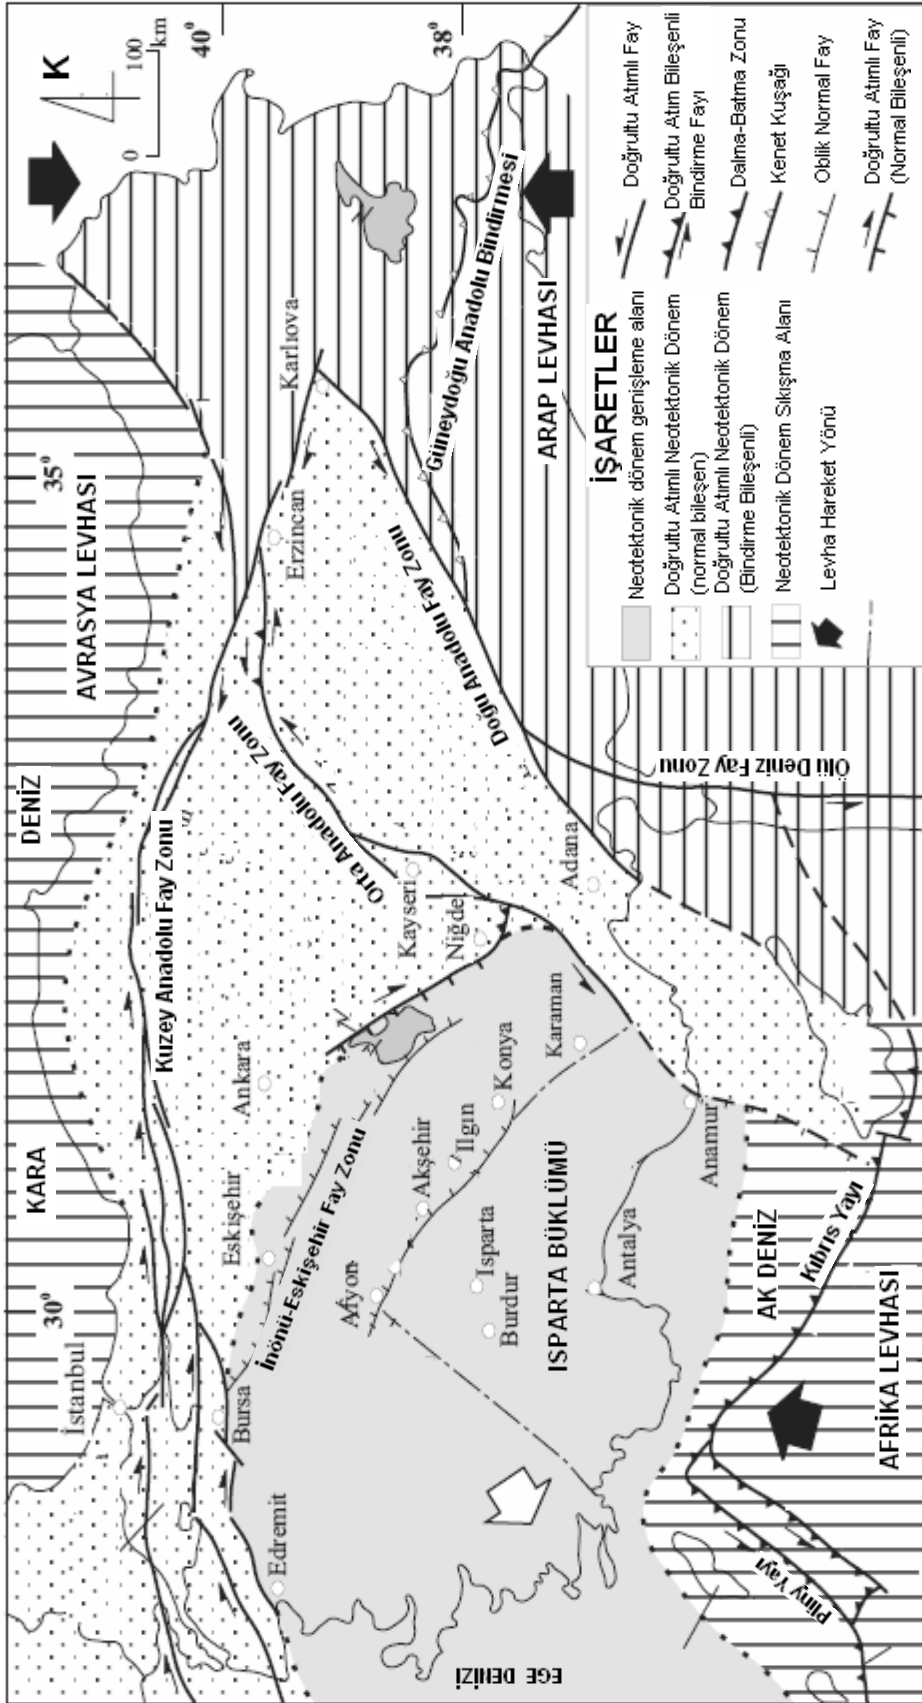 K
0
100
km
40°
38°
35°
30°
KARA
DENİZ
AVRASYA LEVHASI
İstanbul
Kuzey Anadolu Fay Zonu
Karlıova
Erzincan
Orta Anadolu Fay Zonu
Doğu Anadolu Fay Zonu
Güneydoğu Anadolu Bindirmesi
ARAP LEVHASI
Ölü Deniz Fay Zonu
Bursa
Edremit
Eskişehir
Ankara
İnönü-Eskişehir Fay Zonu
Kayseri
Niğde
Adana
Afyon
Akşehir
Ilgın
Konya
Karaman
Isparta
Burdur
ISPARTA BÜKLÜMÜ
Antalya
Anamur
EGE DENİZİ
AK DENİZ
Kıbrıs Yayı
Pliny Yayı
AFRİKA LEVHASI
İŞARETLER
Neotektonik dönem genişleme alanı
Doğrultu Atımlı Neotektonik Dönem
(normal bileşen)
Doğrultu Atımlı Neotektonik Dönem
(Bindirme Bileşenli)
Neotektonik Dönem Sıkışma Alanı
Levha Hareket Yönü
Doğrultu Atımlı Fay
Doğrultu Atım Bileşenli
Bindirme Fayı
Dalma-Batma Zonu
Kenet Kuşağı
Oblik Normal Fay
Doğrultu Atımlı Fay
(Normal Bileşenli)